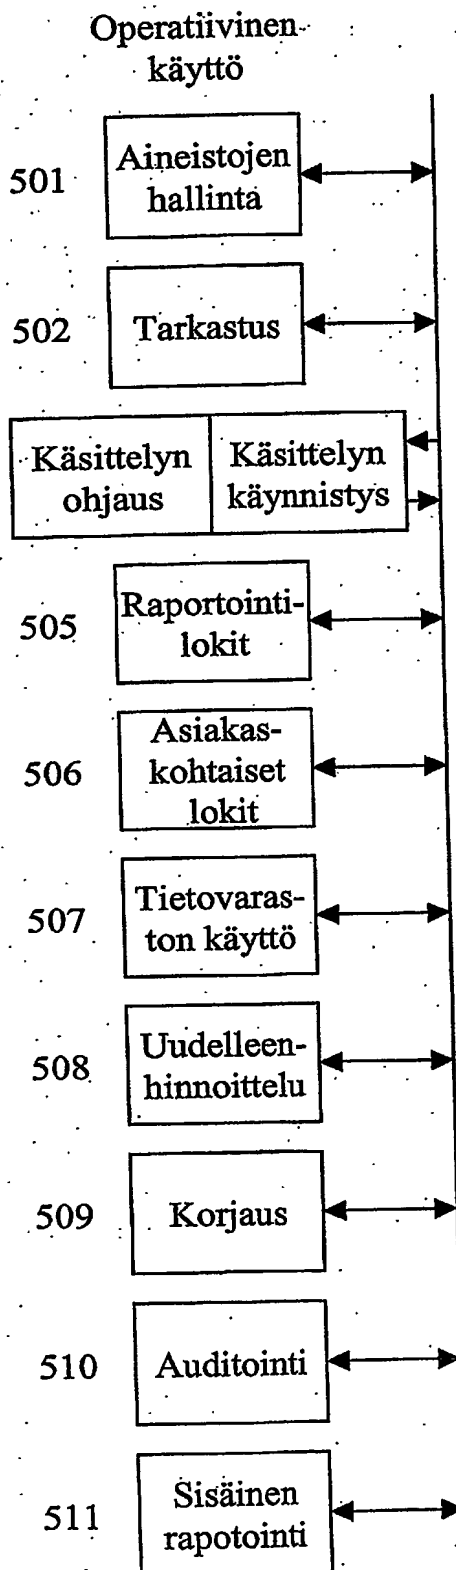 Operatiivinen
käyttö
501
Aineistojen
hallinta
502
Tarkastus
Käsittelyn
ohjaus
Käsittelyn
käynnistys
505
Raportointi-
lokit
506
Asiakas-
kohtaiset
lokit
507
Tietovaras-
ton käyttö
508
Uudelleen-
hinnoittelu
509
Korjaus
510
Auditointi
511
Sisäinen
rapotointi